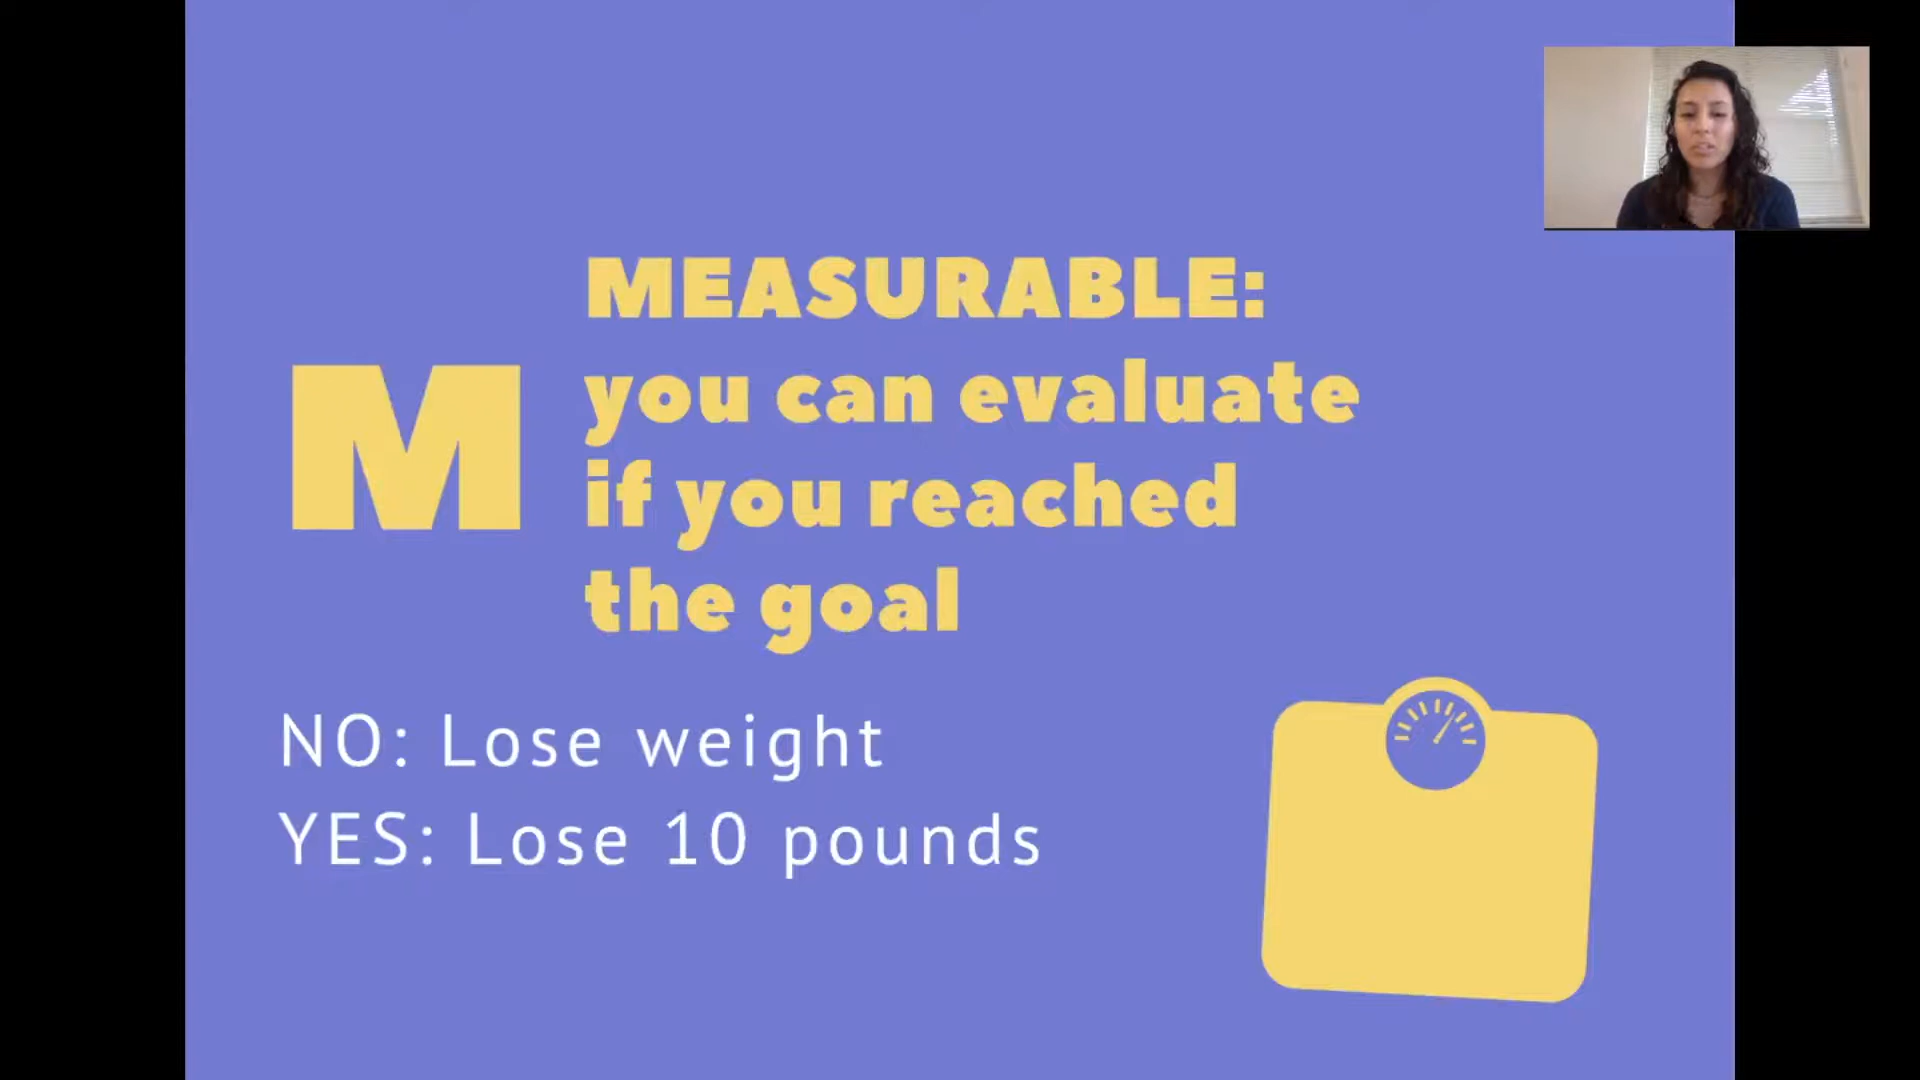 M
MEASURABLE:
you can evaluate
if you reached
the goal
NO: Lose weight
YES: Lose 10 pounds